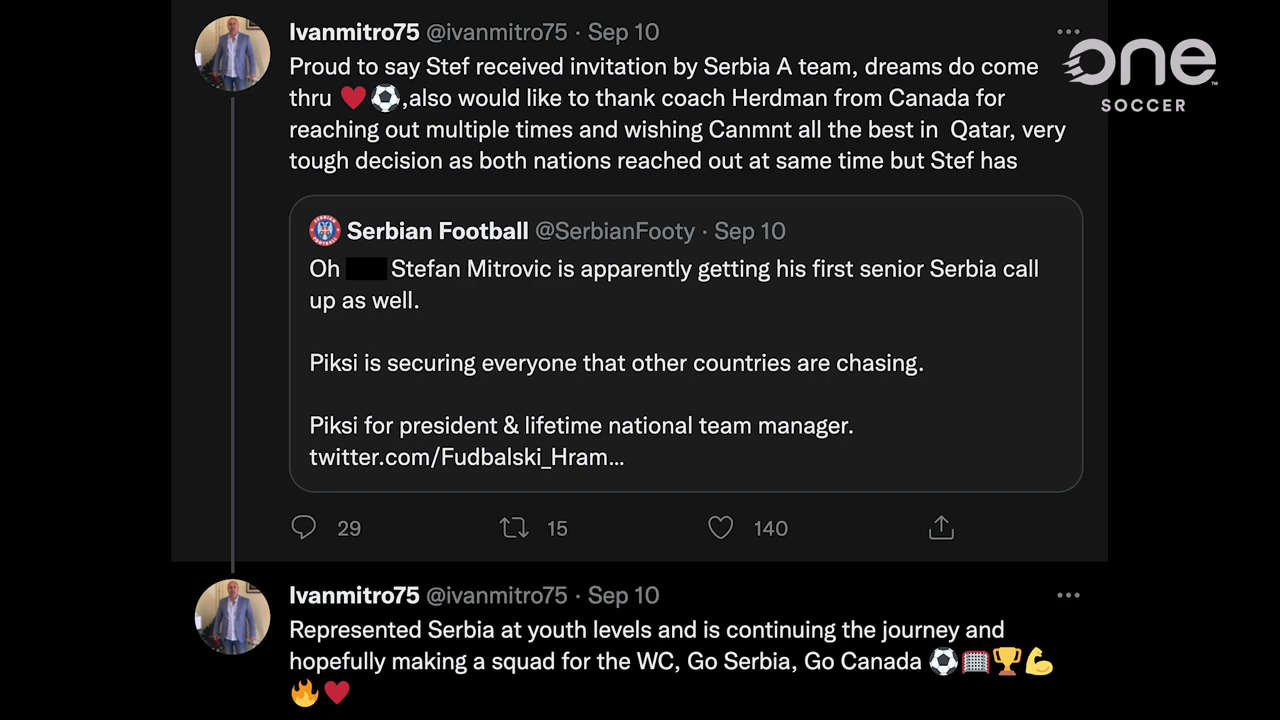 Ivanmitro75 @ivanmitro75 · Sep 10
one
SOCCER
Proud to say Stef received invitation by Serbia A team, dreams do come
thru ❤️⚽,also would like to thank coach Herdman from Canada for
reaching out multiple times and wishing Canmnt all the best in Qatar, very
tough decision as both nations reached out at same time but Stef has
Serbian Football @SerbianFooty · Sep 10
Oh Stefan Mitrovic is apparently getting his first senior Serbia call
up as well.
Piksi is securing everyone that other countries are chasing.
Piksi for president & lifetime national team manager.
twitter.com/Fudbalski_Hram...
29 15 140
Ivanmitro75 @ivanmitro75 · Sep 10
Represented Serbia at youth levels and is continuing the journey and
hopefully making a squad for the WC, Go Serbia, Go Canada ⚽🥅🏆💪
🔥❤️